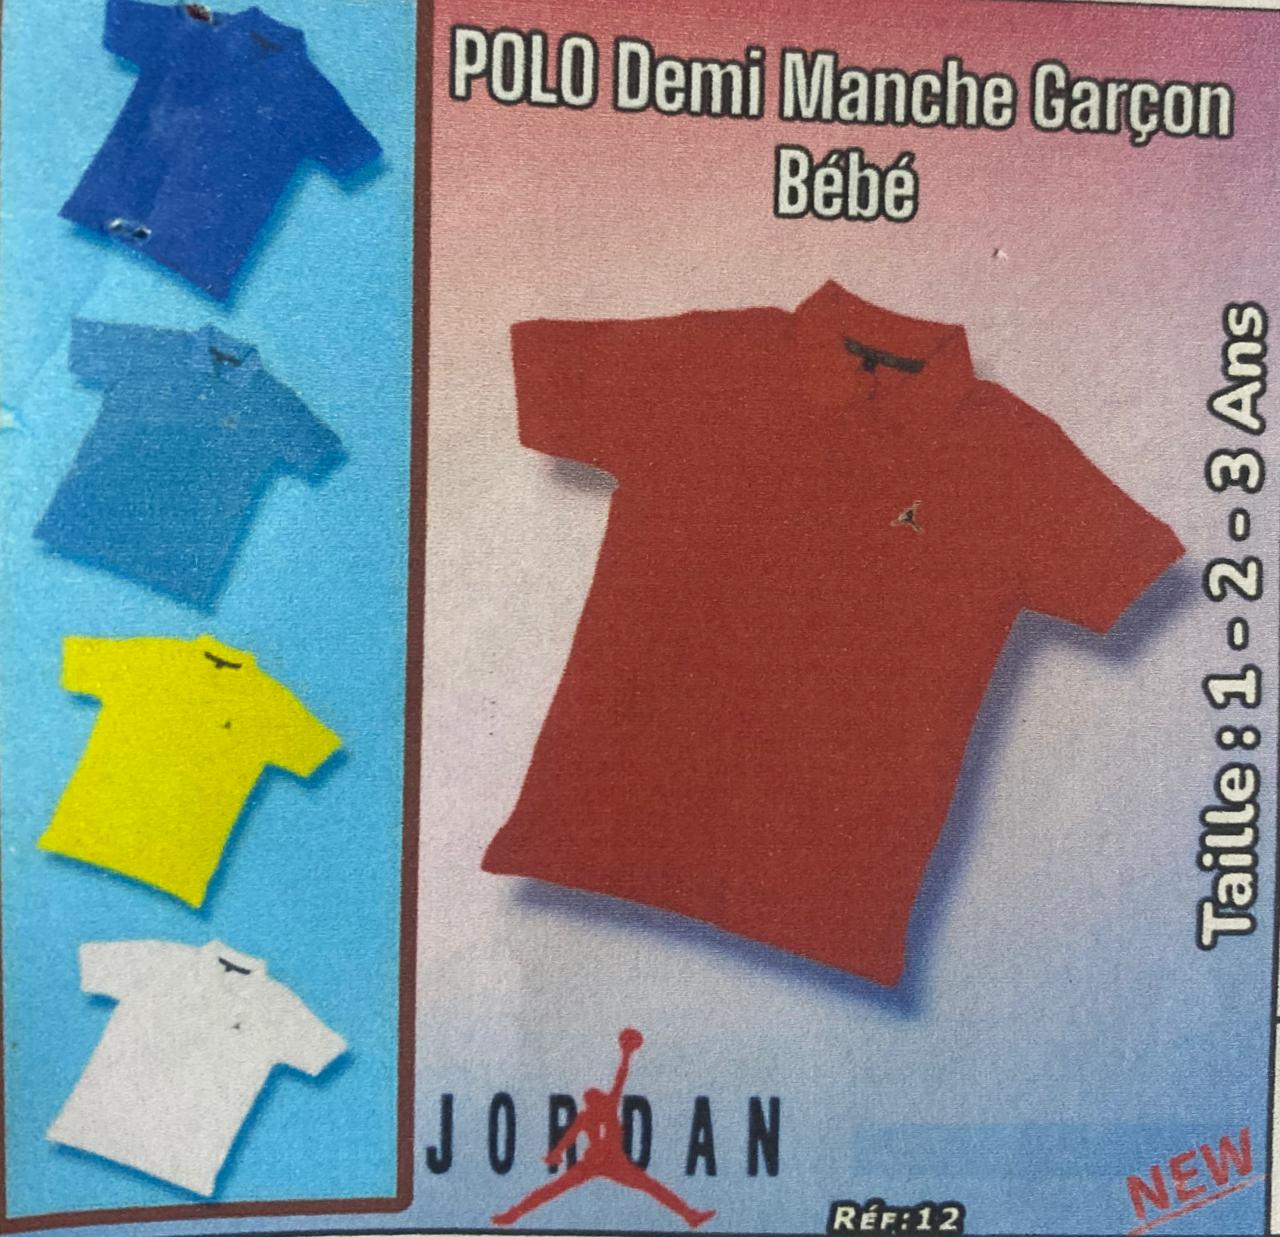 POLO Demi Manche Garçon
Bébé
Taille : 1 - 2 - 3 Ans
JORDAN
RÉF:12
NEW